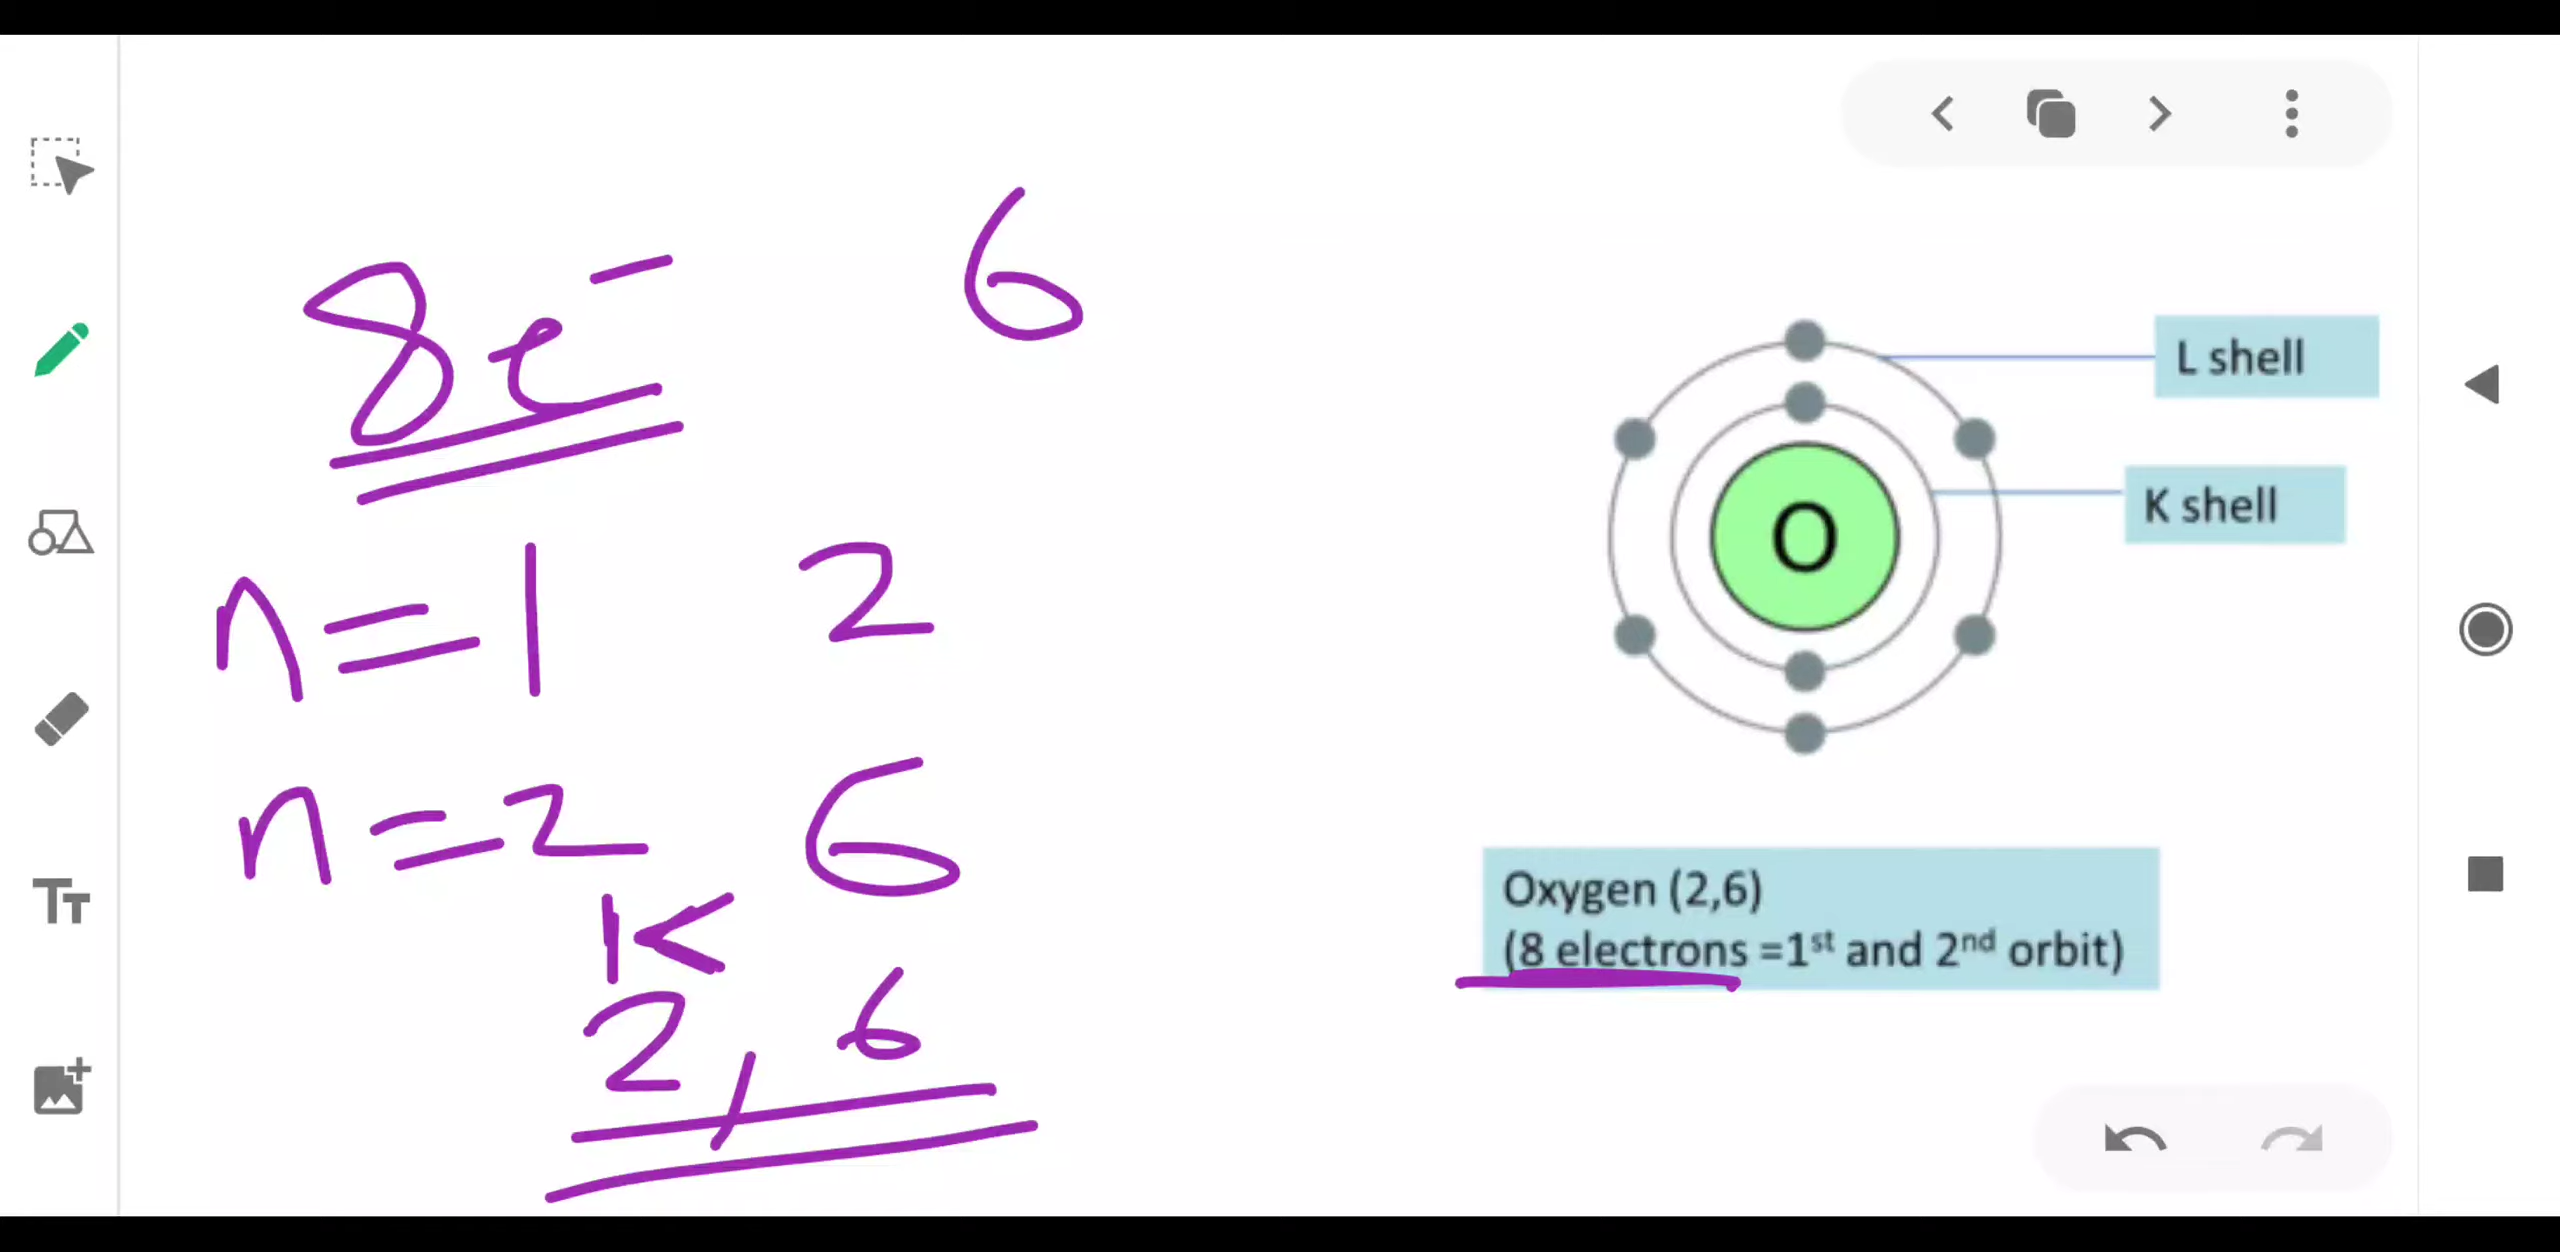 8e⁻ 6
n=1 2
n=2 6
K
2, 6
L shell
K shell
O
Oxygen (2,6)
(8 electrons =1st and 2nd orbit)
Tт